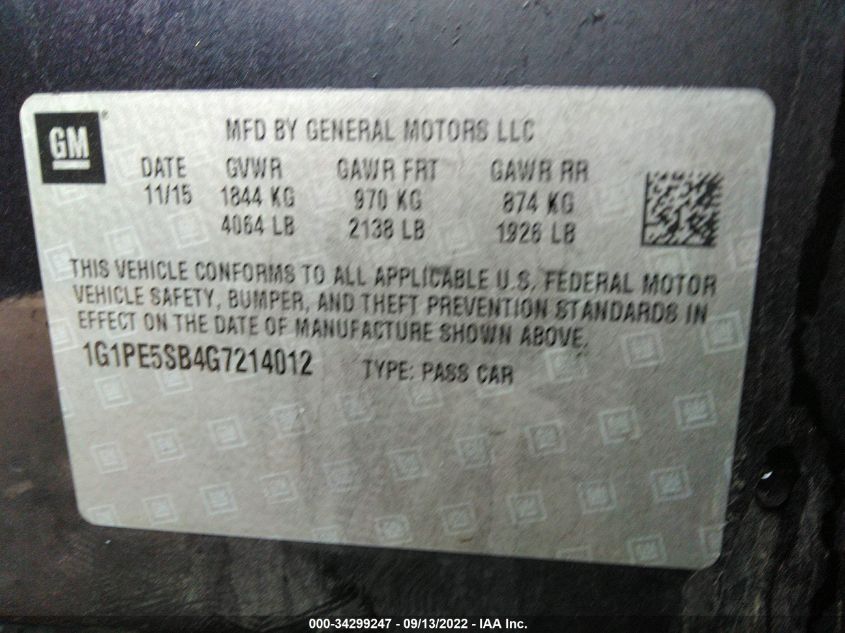 GM ®
MFD BY GENERAL MOTORS LLC
DATE GVWR GAWR FRT GAWR RR
11/15 1844 KG 970 KG 874 KG
4064 LB 2138 LB 1926 LB
THIS VEHICLE CONFORMS TO ALL APPLICABLE U.S. FEDERAL MOTOR
VEHICLE SAFETY, BUMPER, AND THEFT PREVENTION STANDARDS IN
EFFECT ON THE DATE OF MANUFACTURE SHOWN ABOVE.
1G1PE5SB4G7214012 TYPE: PASS CAR
000-34299247 - 09/13/2022 - IAA Inc.